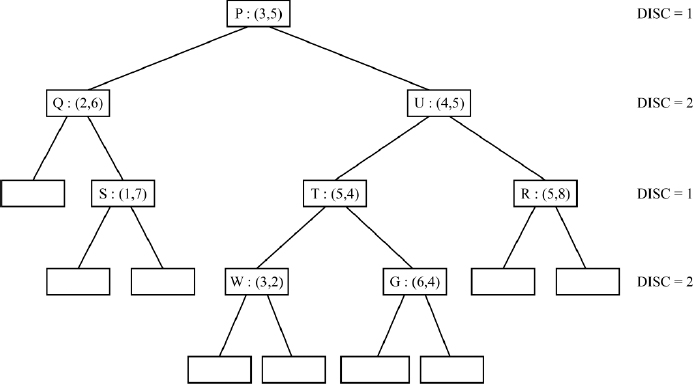 P : (3,5) DISC = 1
Q : (2,6) U : (4,5) DISC = 2
S : (1,7) T : (5,4) R : (5,8) DISC = 1
W : (3,2) G : (6,4) DISC = 2